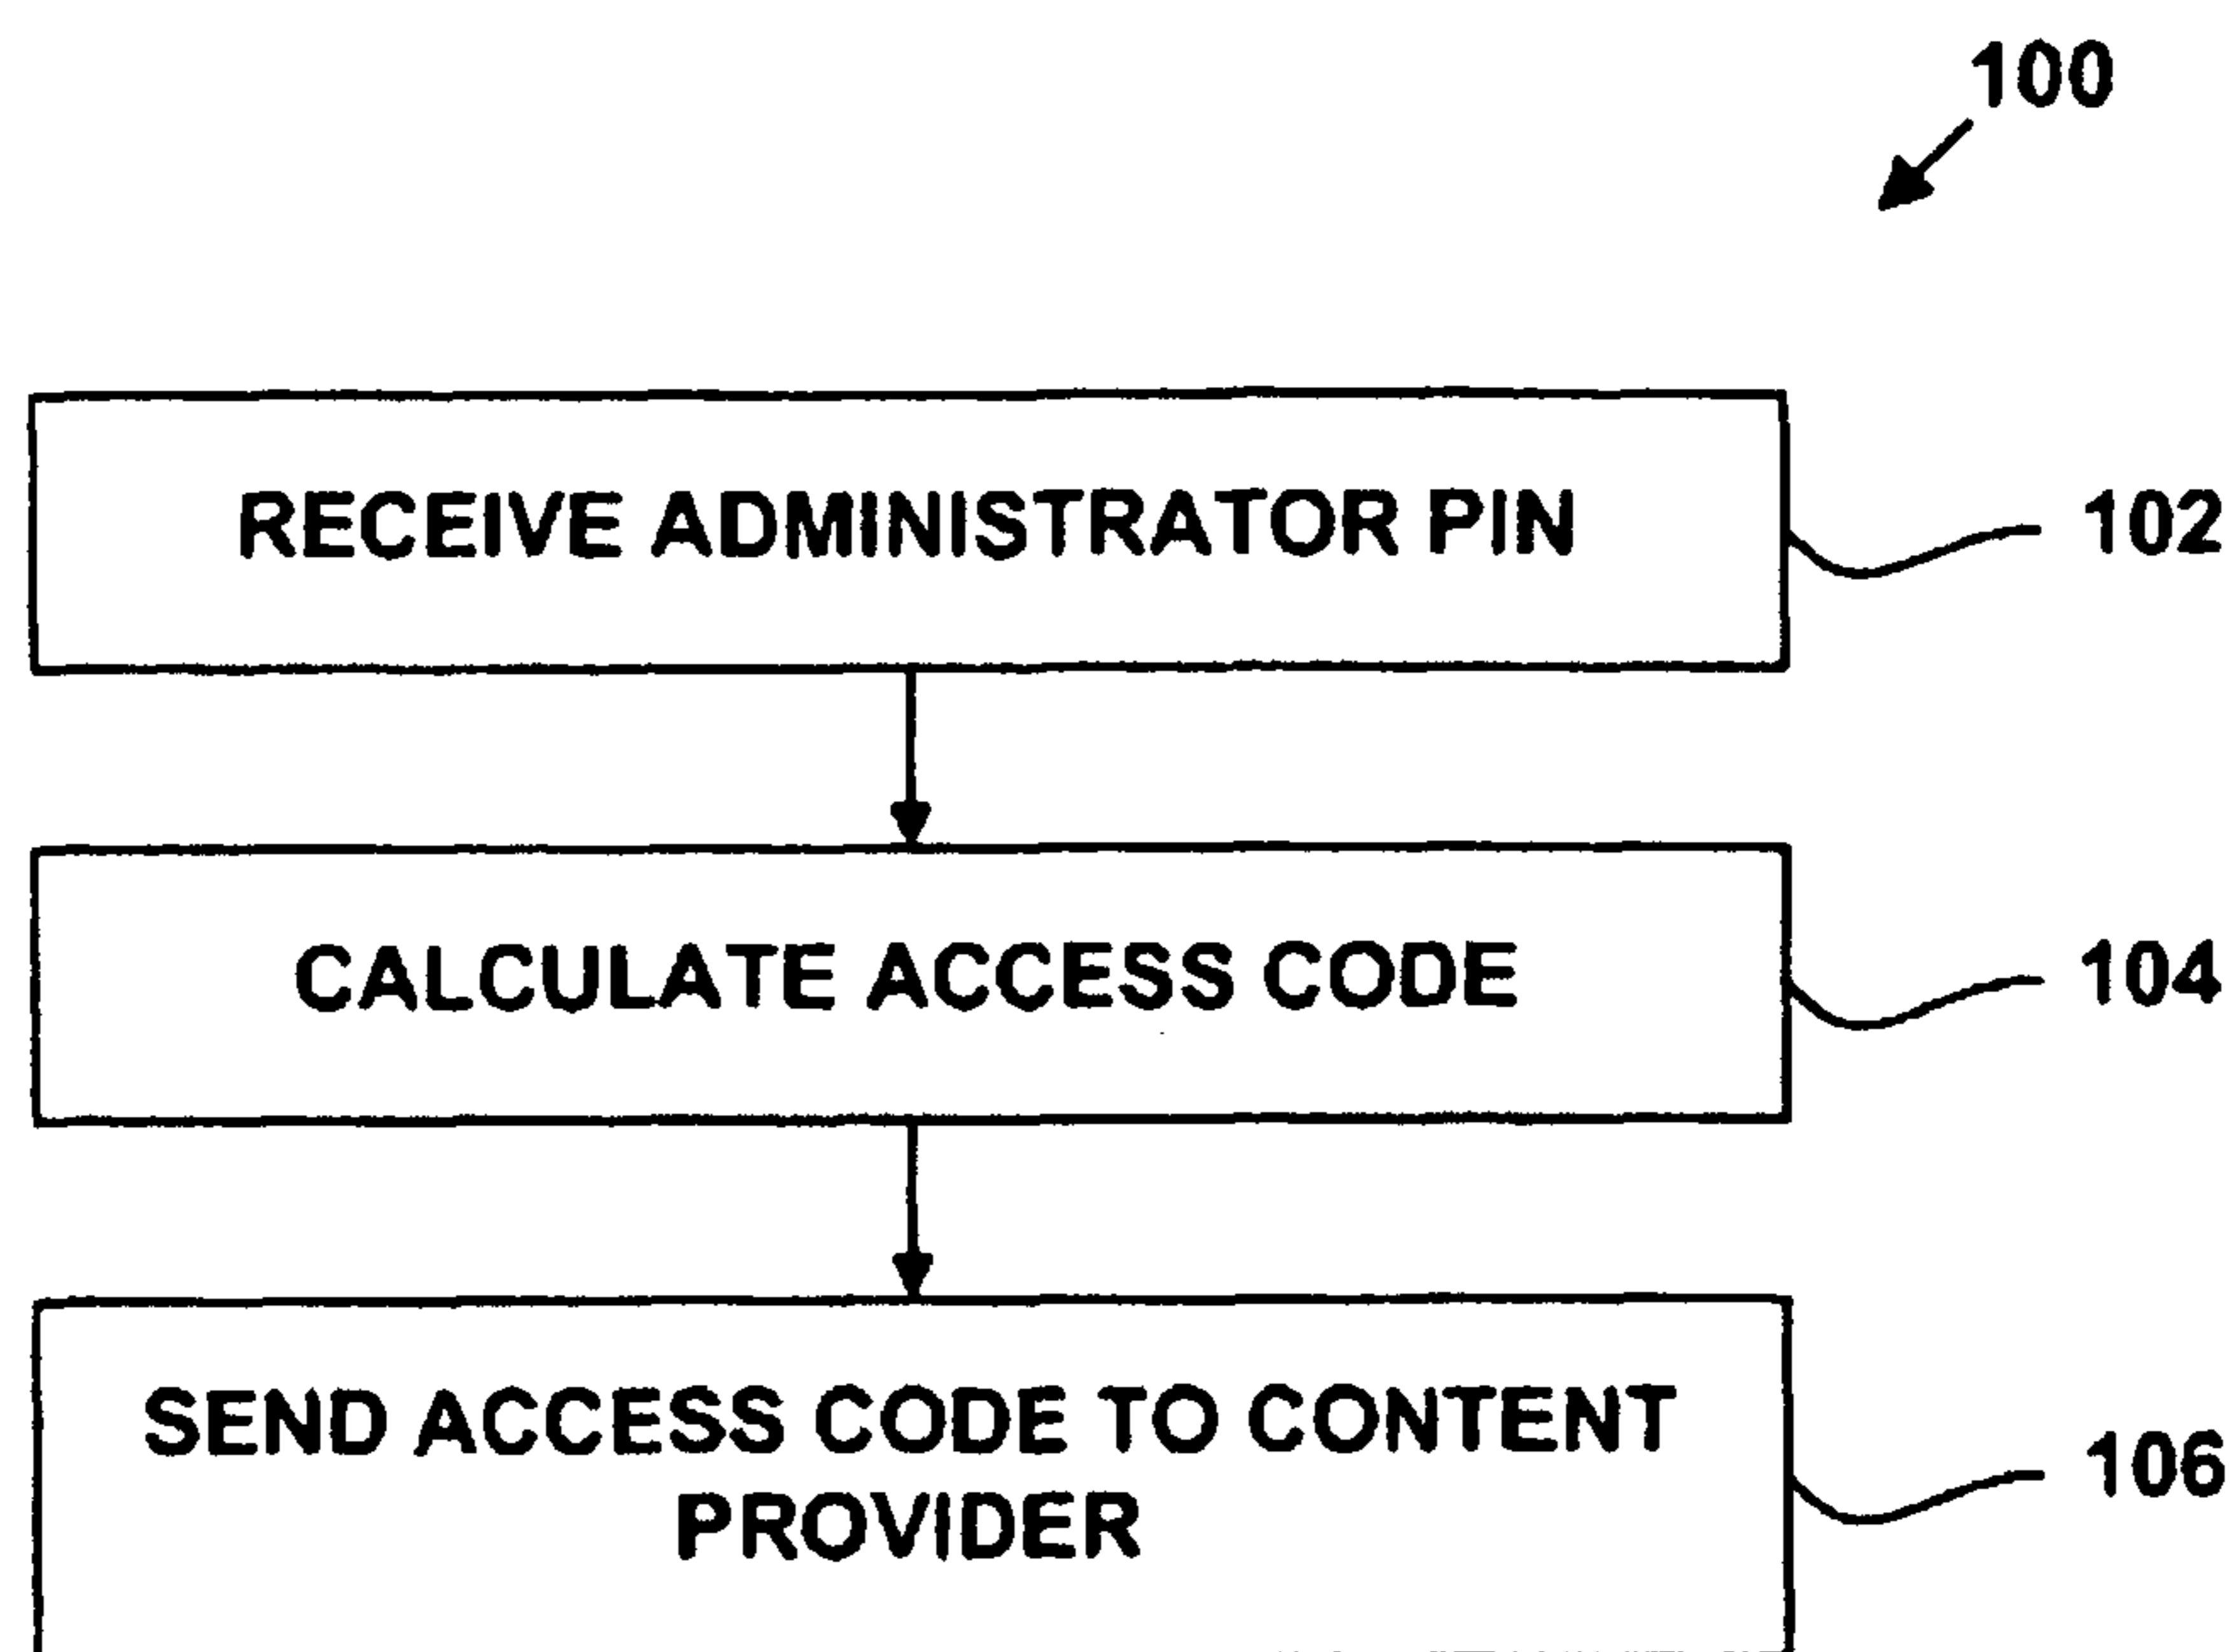 100
RECEIVE ADMINISTRATOR PIN
102
CALCULATE ACCESS CODE
104
SEND ACCESS CODE TO CONTENT
PROVIDER
106